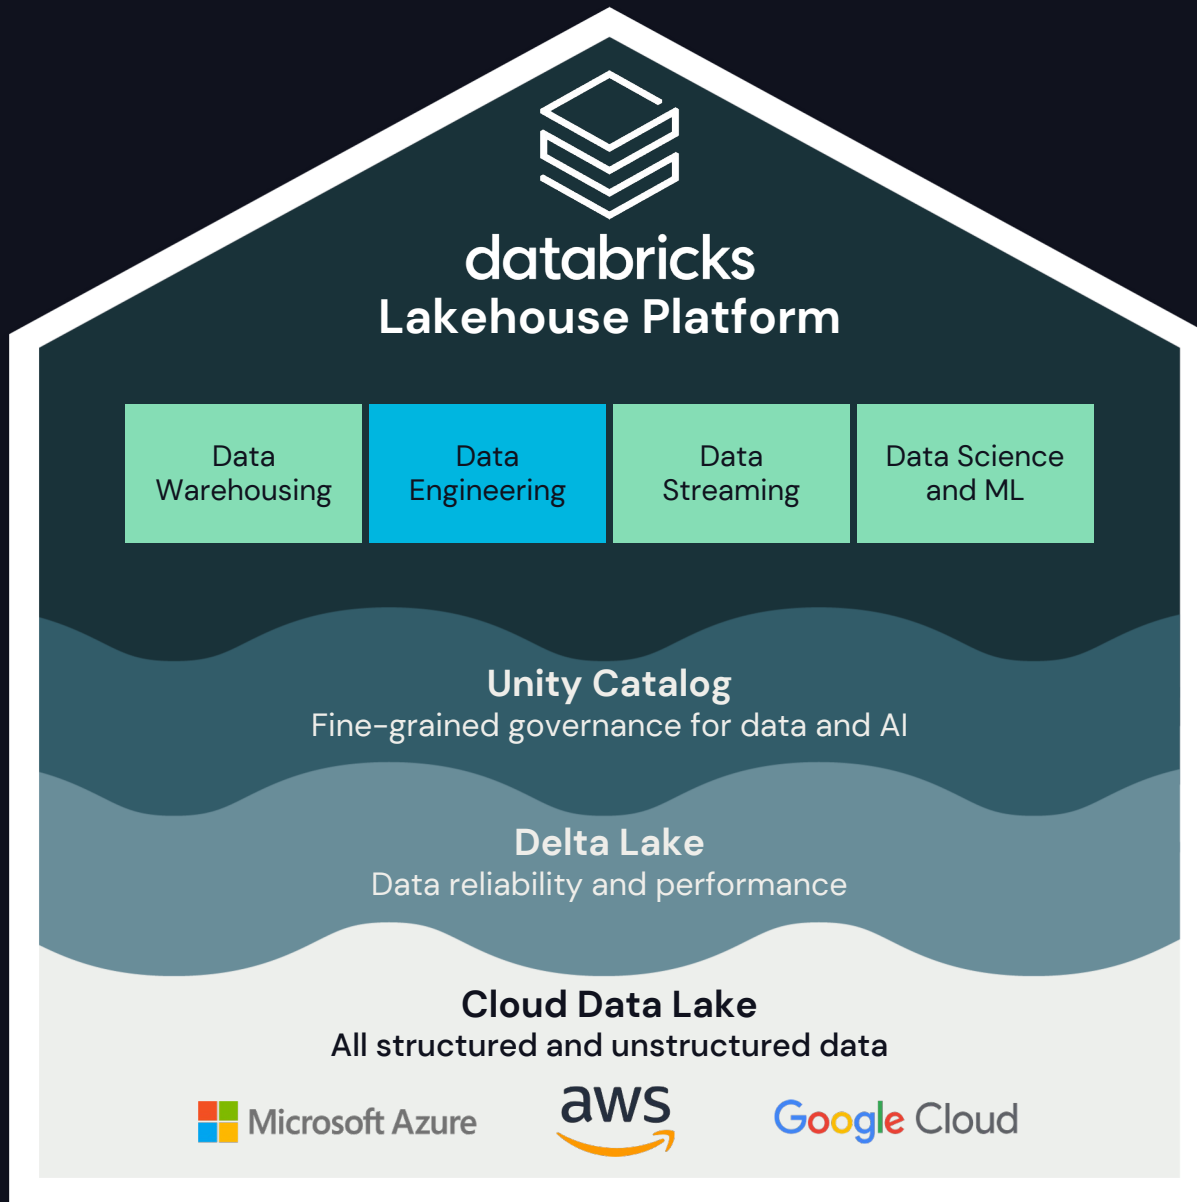 databricks
Lakehouse Platform
Data
Warehousing
Data
Engineering
Data
Streaming
Data Science
and ML
Unity Catalog
Fine-grained governance for data and AI
Delta Lake
Data reliability and performance
Cloud Data Lake
All structured and unstructured data
Microsoft Azure
aws
Google Cloud